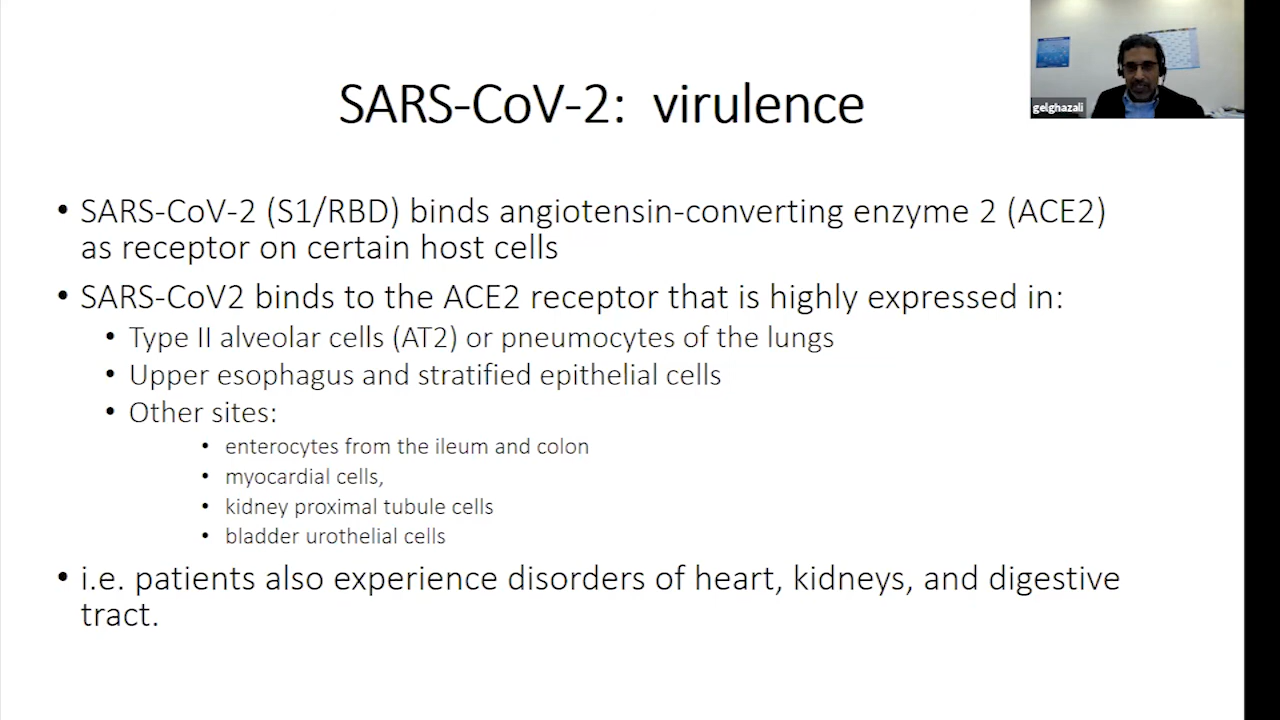 SARS-CoV-2:  virulence
gelghazali
• SARS-CoV-2 (S1/RBD) binds angiotensin-converting enzyme 2 (ACE2)
as receptor on certain host cells
• SARS-CoV2 binds to the ACE2 receptor that is highly expressed in:
• Type II alveolar cells (AT2) or pneumocytes of the lungs
• Upper esophagus and stratified epithelial cells
• Other sites:
• enterocytes from the ileum and colon
• myocardial cells,
• kidney proximal tubule cells
• bladder urothelial cells
• i.e. patients also experience disorders of heart, kidneys, and digestive
tract.